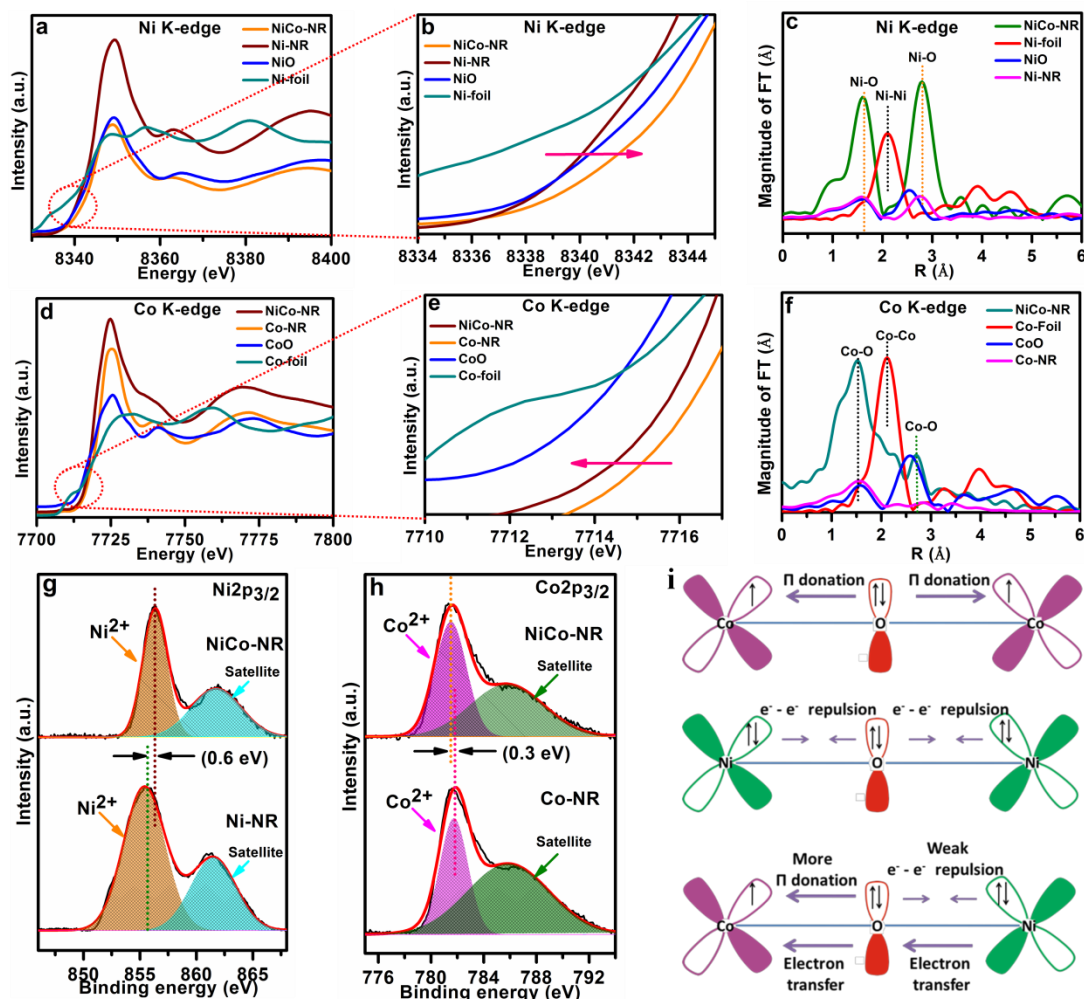 a
Ni K-edge
NiCo-NR
Ni-NR
NiO
Ni-foil
Intensity (a.u.)
8340 8360 8380 8400
Energy (eV)
b
Ni K-edge
NiCo-NR
Ni-NR
NiO
Ni-foil
Intensity (a.u.)
8334 8336 8338 8340 8342 8344
Energy (eV)
c
Ni K-edge
NiCo-NR
Ni-foil
NiO
Ni-NR
Ni-O
Ni-Ni
Ni-O
Magnitude of FT (Å)
0 1 2 3 4 5 6
R (Å)
d
Co K-edge
NiCo-NR
Co-NR
CoO
Co-foil
Intensity (a.u.)
7700 7725 7750 7775 7800
Energy (eV)
e
Co K-edge
NiCo-NR
Co-NR
CoO
Co-foil
Intensity (a.u.)
7710 7712 7714 7716
Energy (eV)
f
Co K-edge
NiCo-NR
Co-Foil
CoO
Co-NR
Co-O
Co-Co
Co-O
Magnitude of FT (Å)
0 1 2 3 4 5 6
R (Å)
g
Ni2p3/2
Ni2+
NiCo-NR
Satellite
(0.6 eV)
Ni2+
Ni-NR
Satellite
Intensity (a.u.)
850 855 860 865
Binding energy (eV)
h
Co2p3/2
Co2+
NiCo-NR
Satellite
(0.3 eV)
Co2+
Co-NR
Satellite
Intensity (a.u.)
776 780 784 788 792
Binding energy (eV)
i
Π donation Π donation
Co O Co
e- - e- repulsion e- - e- repulsion
Ni O Ni
More
Π donation
Weak
e- - e- repulsion
Co O Ni
Electron
transfer
Electron
transfer